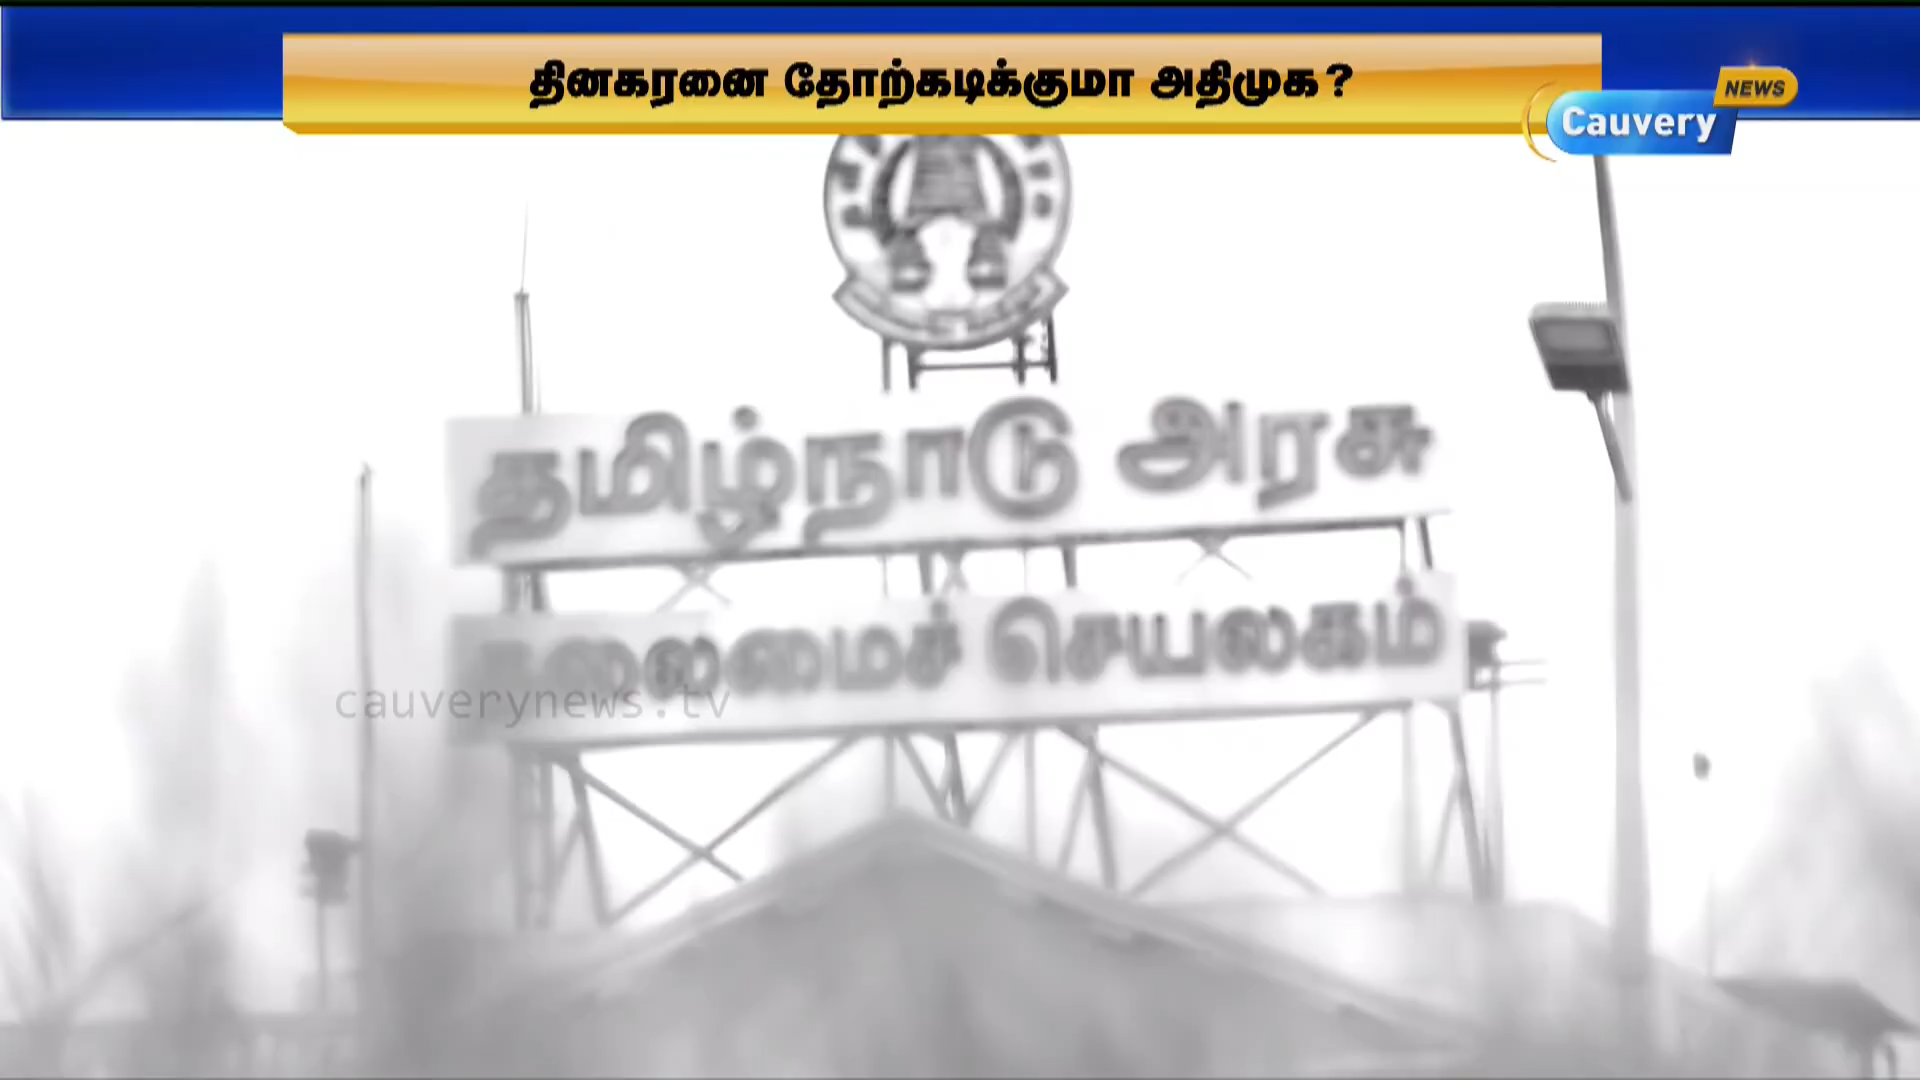 தினகரனை தோற்கடிக்குமா அதிமுக?
NEWS
Cauvery
தமிழ்நாடு அரசு
தலைமைச் செயலகம்
cauverynews.tv